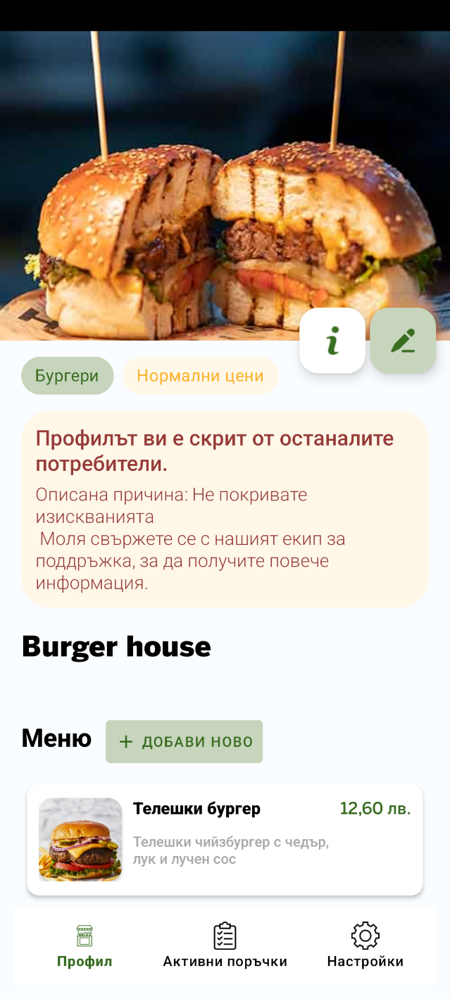 Бургери
Нормални цени
Профилът ви е скрит от останалите
потребители.
Описана причина: Не покривате
изискванията
Моля свържете се с нашият екип за
поддръжка, за да получите повече
информация.
Burger house
Меню
+ ДОБАВИ НОВО
Телешки бургер
12,60 лв.
Телешки чийзбургер с чедър,
лук и лучен сос
Профил
Активни поръчки
Настройки